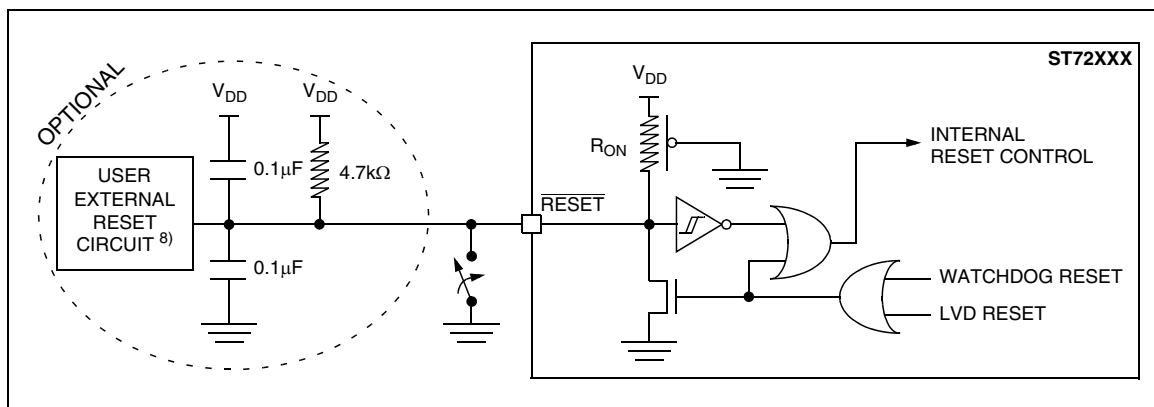 ST72XXX
OPTIONAL
V_DD
V_DD
V_DD
0.1μF
4.7kΩ
R_ON
INTERNAL
RESET CONTROL
USER
EXTERNAL
RESET
CIRCUIT 8)
RESET
0.1μF
WATCHDOG RESET
LVD RESET